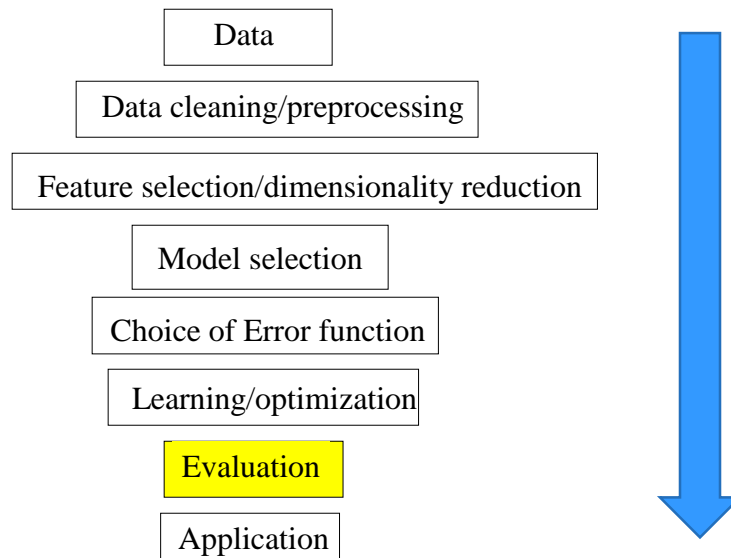 Data
Data cleaning/preprocessing
Feature selection/dimensionality reduction
Model selection
Choice of Error function
Learning/optimization
Evaluation
Application